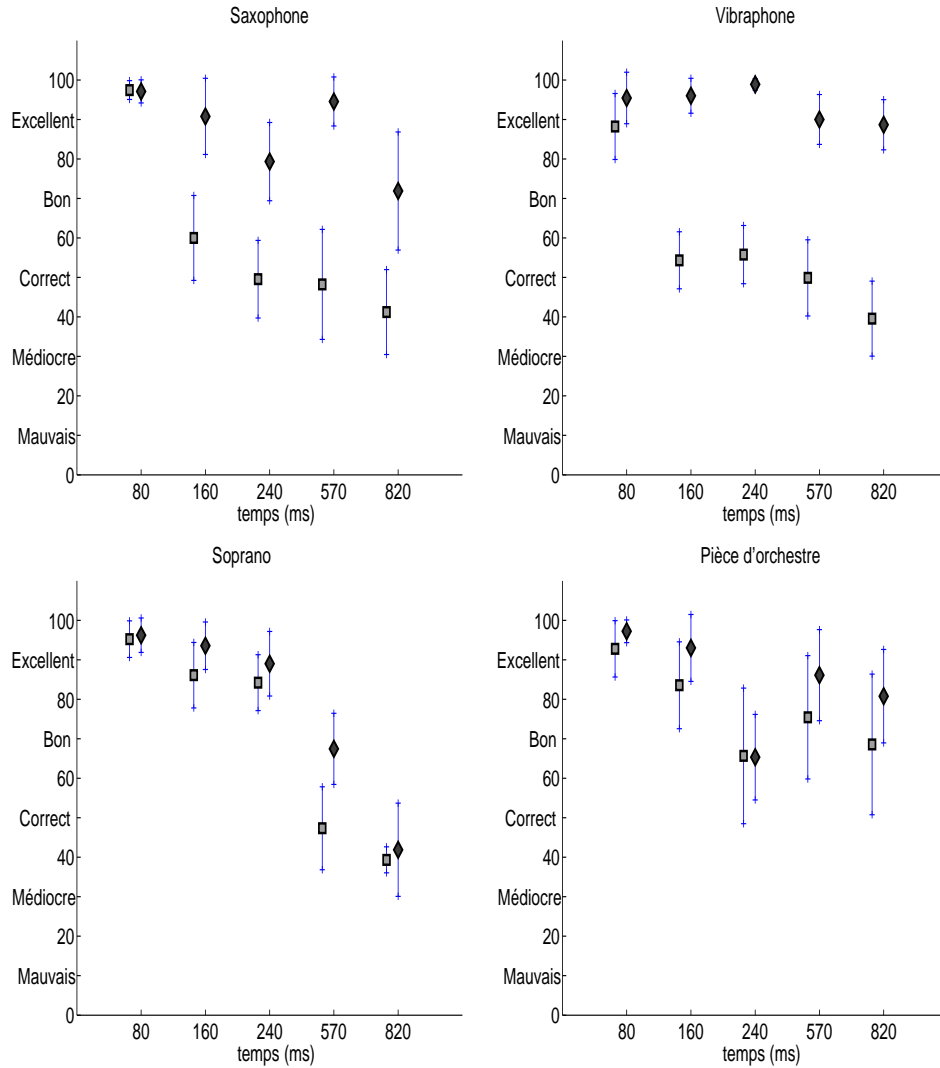 Saxophone
100
Excellent
80
Bon
60
Correct
40
Médiocre
20
Mauvais
0
80 160 240 570 820
temps (ms)
Vibraphone
100
Excellent
80
Bon
60
Correct
40
Médiocre
20
Mauvais
0
80 160 240 570 820
temps (ms)
Soprano
100
Excellent
80
Bon
60
Correct
40
Médiocre
20
Mauvais
0
80 160 240 570 820
temps (ms)
Pièce d'orchestre
100
Excellent
80
Bon
60
Correct
40
Médiocre
20
Mauvais
0
80 160 240 570 820
temps (ms)